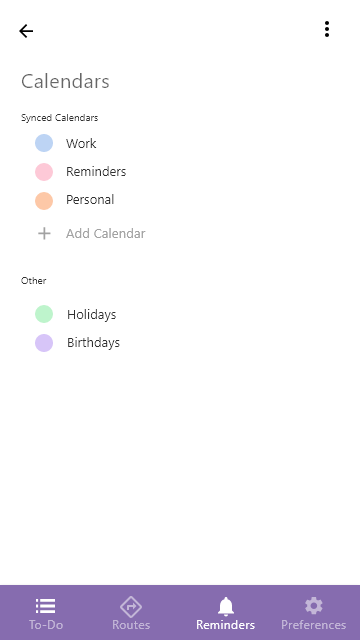 Calendars
Synced Calendars
Work
Reminders
Personal
Add Calendar
Other
Holidays
Birthdays
To-Do Routes Reminders Preferences